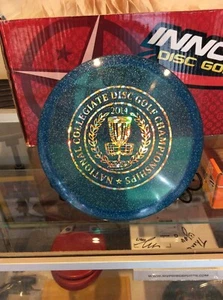 INNO
DISC GO
NATIONAL COLLEGIATE DISC GOLF CHAMPIONSHIPS
2014